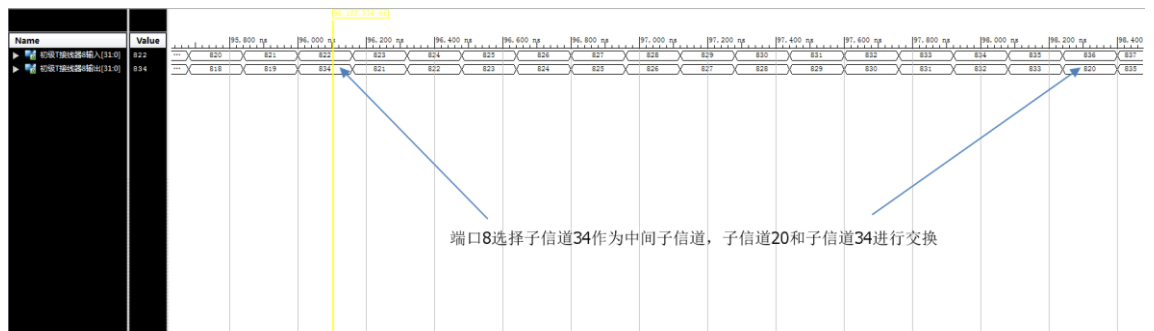 Name Value 95.800 ns 96.000 ns 96.200 ns 96.400 ns 96.600 ns 96.800 ns 97.000 ns 97.200 ns 97.400 ns 97.600 ns 97.800 ns 98.000 ns 98.200 ns 98.400
初级T接线器8输入[31:0] 822 ... 820 821 822 823 824 825 826 827 828 829 830 831 832 833 834 835 836 837
初级T接线器8输出[31:0] 834 ... 818 819 834 821 822 823 824 825 826 827 828 829 830 831 832 833 820 835
端口8选择子信道34作为中间子信道，子信道20和子信道34进行交换